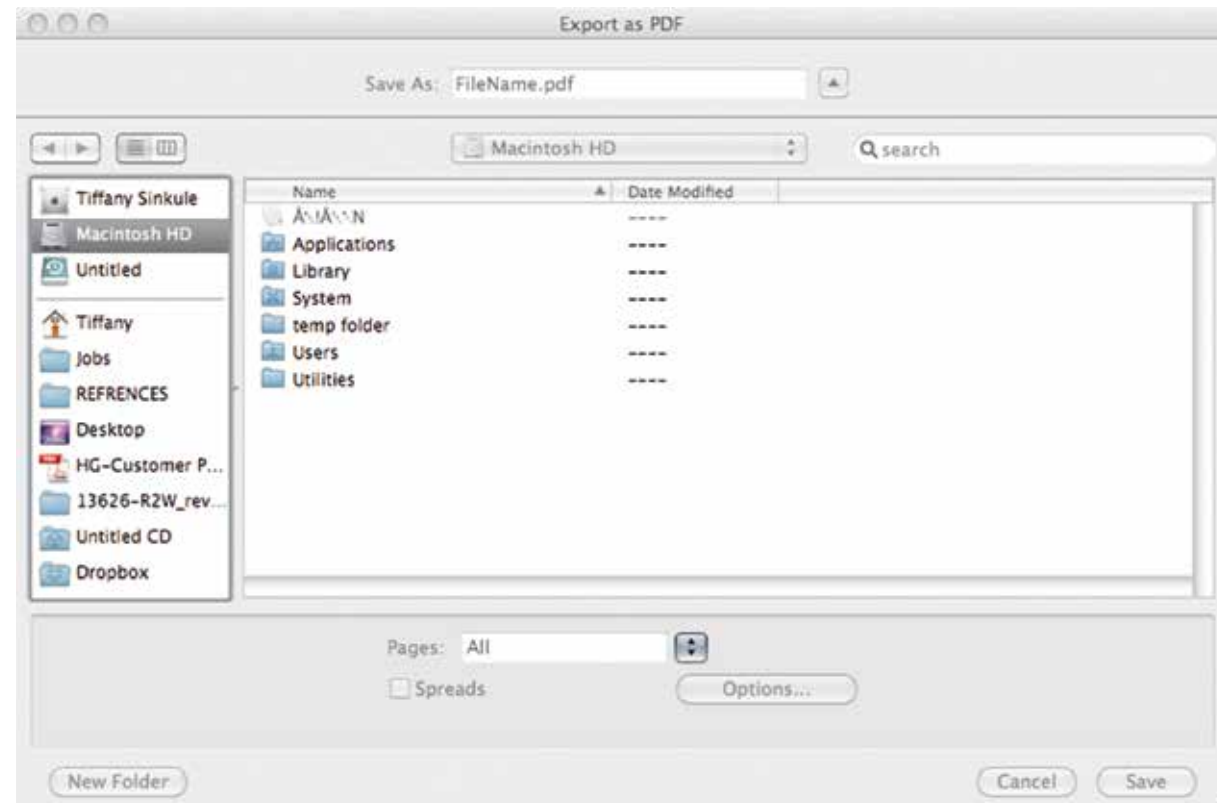 Export as PDF
Save As: FileName.pdf
Macintosh HD
search
Tiffany Sinkule
Macintosh HD
Untitled
Tiffany
Jobs
REFRENCES
Desktop
HG-Customer P...
13626-R2W_rev...
Untitled CD
Dropbox
Name Date Modified
----
Applications ----
Library ----
System ----
temp folder ----
Users ----
Utilities ----
Pages: All
Spreads Options...
New Folder Cancel Save